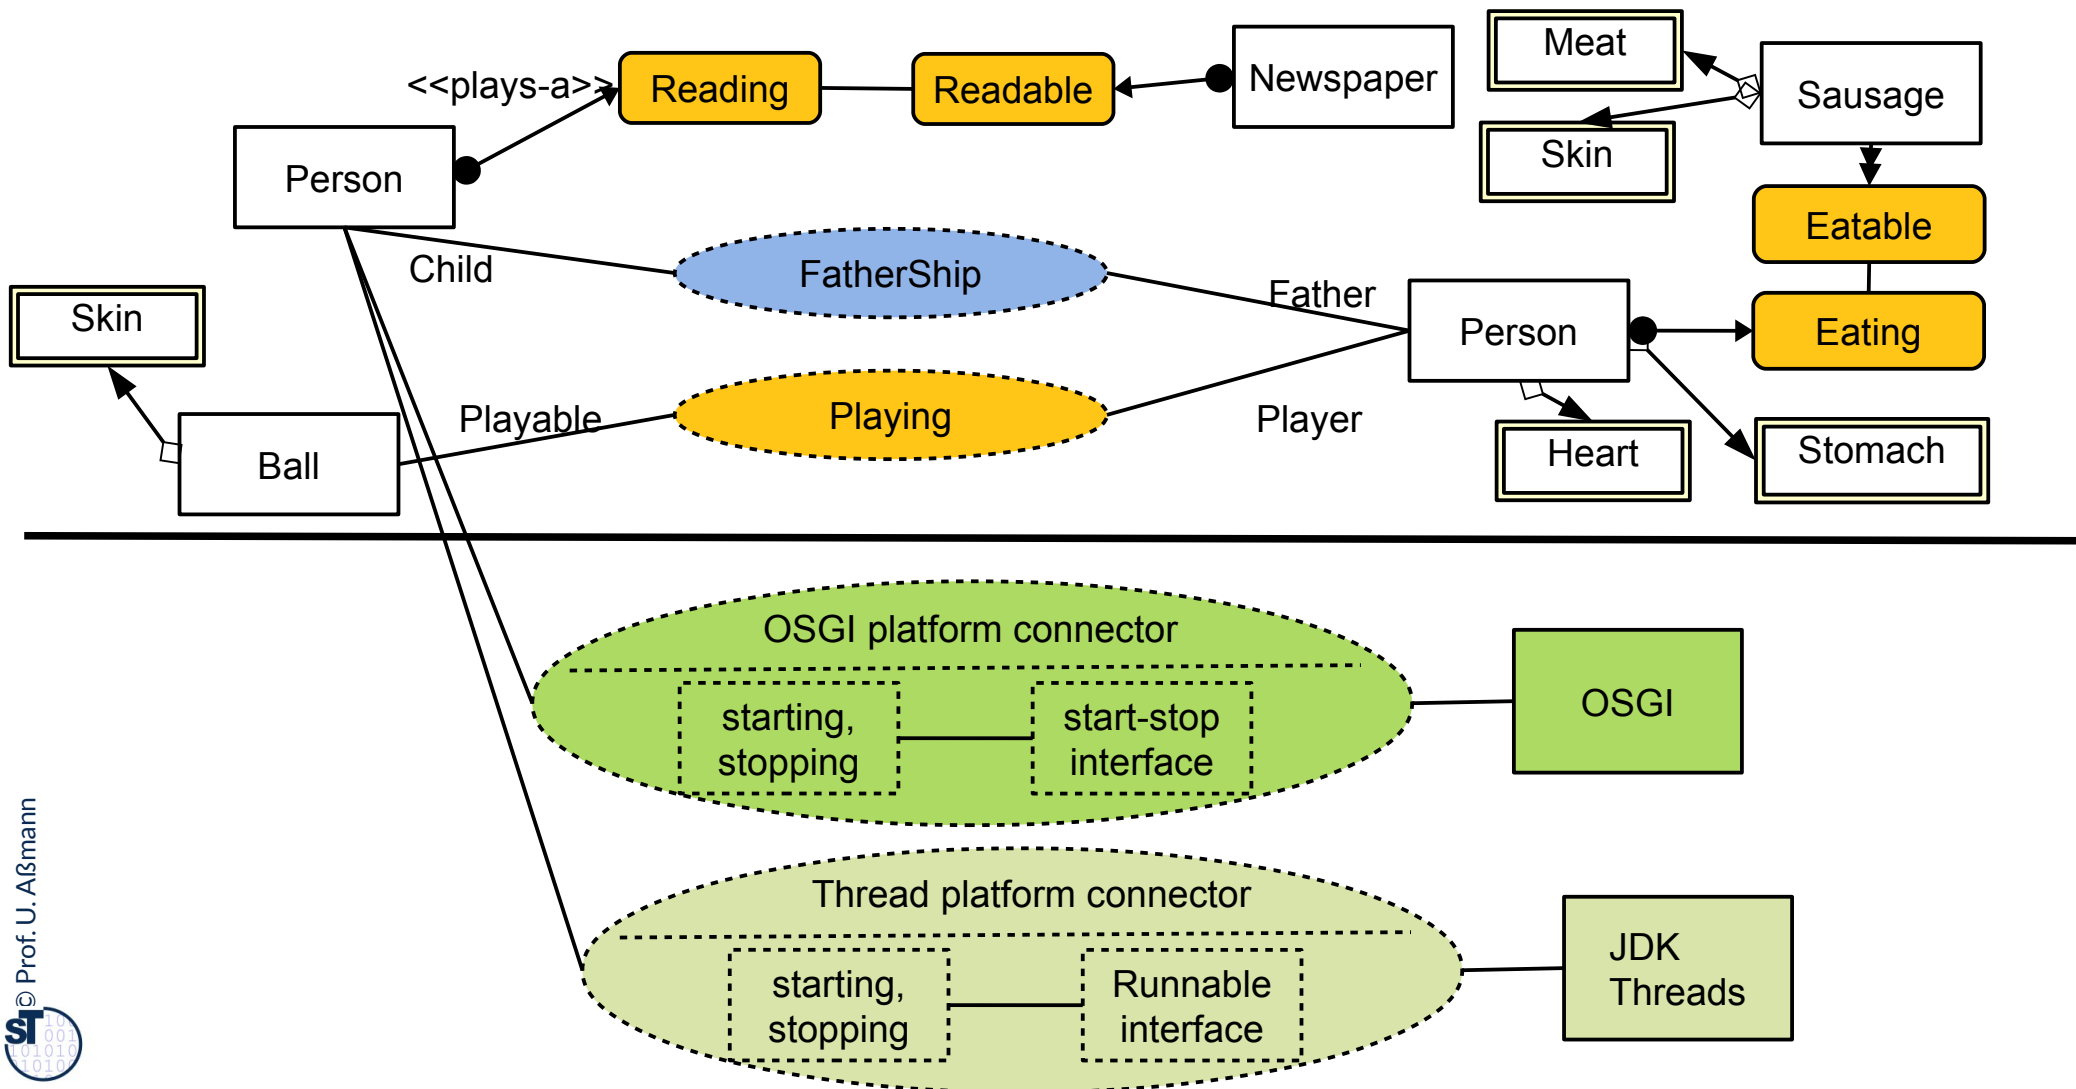 Meat
<<plays-a>>
Reading
Readable
Newspaper
Sausage
Skin
Person
Eatable
Child
FatherShip
Father
Skin
Person
Eating
Playable
Playing
Player
Ball
Heart
Stomach
OSGI platform connector
starting,
stopping
start-stop
interface
OSGI
Thread platform connector
starting,
stopping
Runnable
interface
JDK
Threads
© Prof. U. Aßmann
ST